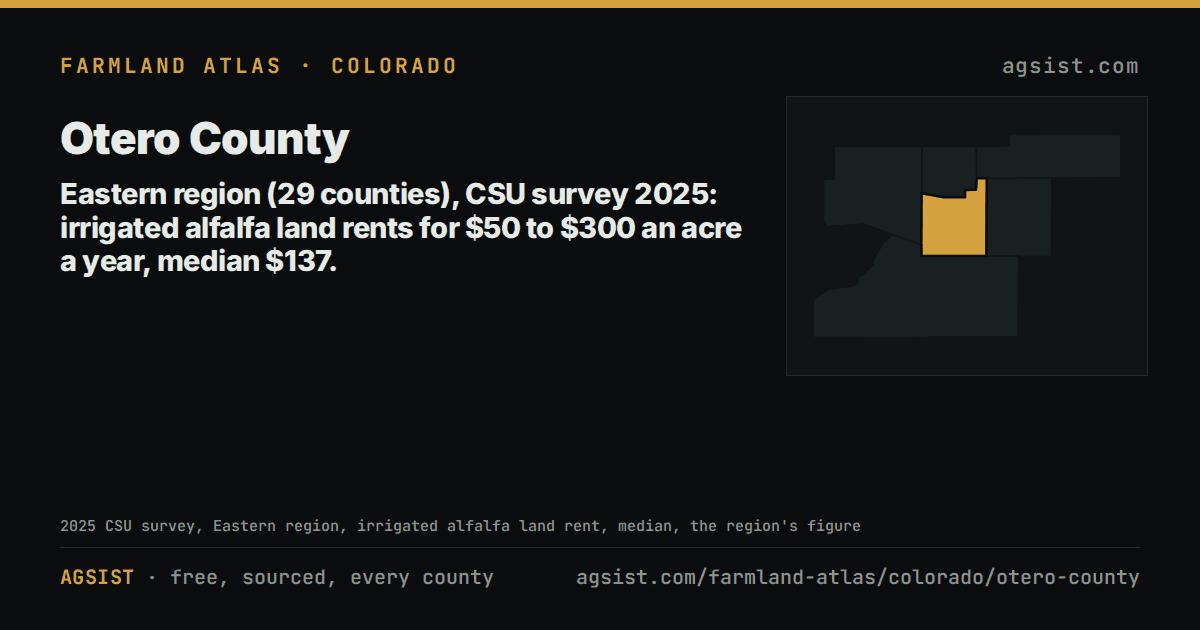 FARMLAND ATLAS · COLORADO
agsist.com
Otero County
Eastern region (29 counties), CSU survey 2025:
irrigated alfalfa land rents for $50 to $300 an acre
a year, median $137.
2025 CSU survey, Eastern region, irrigated alfalfa land rent, median, the region's figure
AGSIST · free, sourced, every county
agsist.com/farmland-atlas/colorado/otero-county